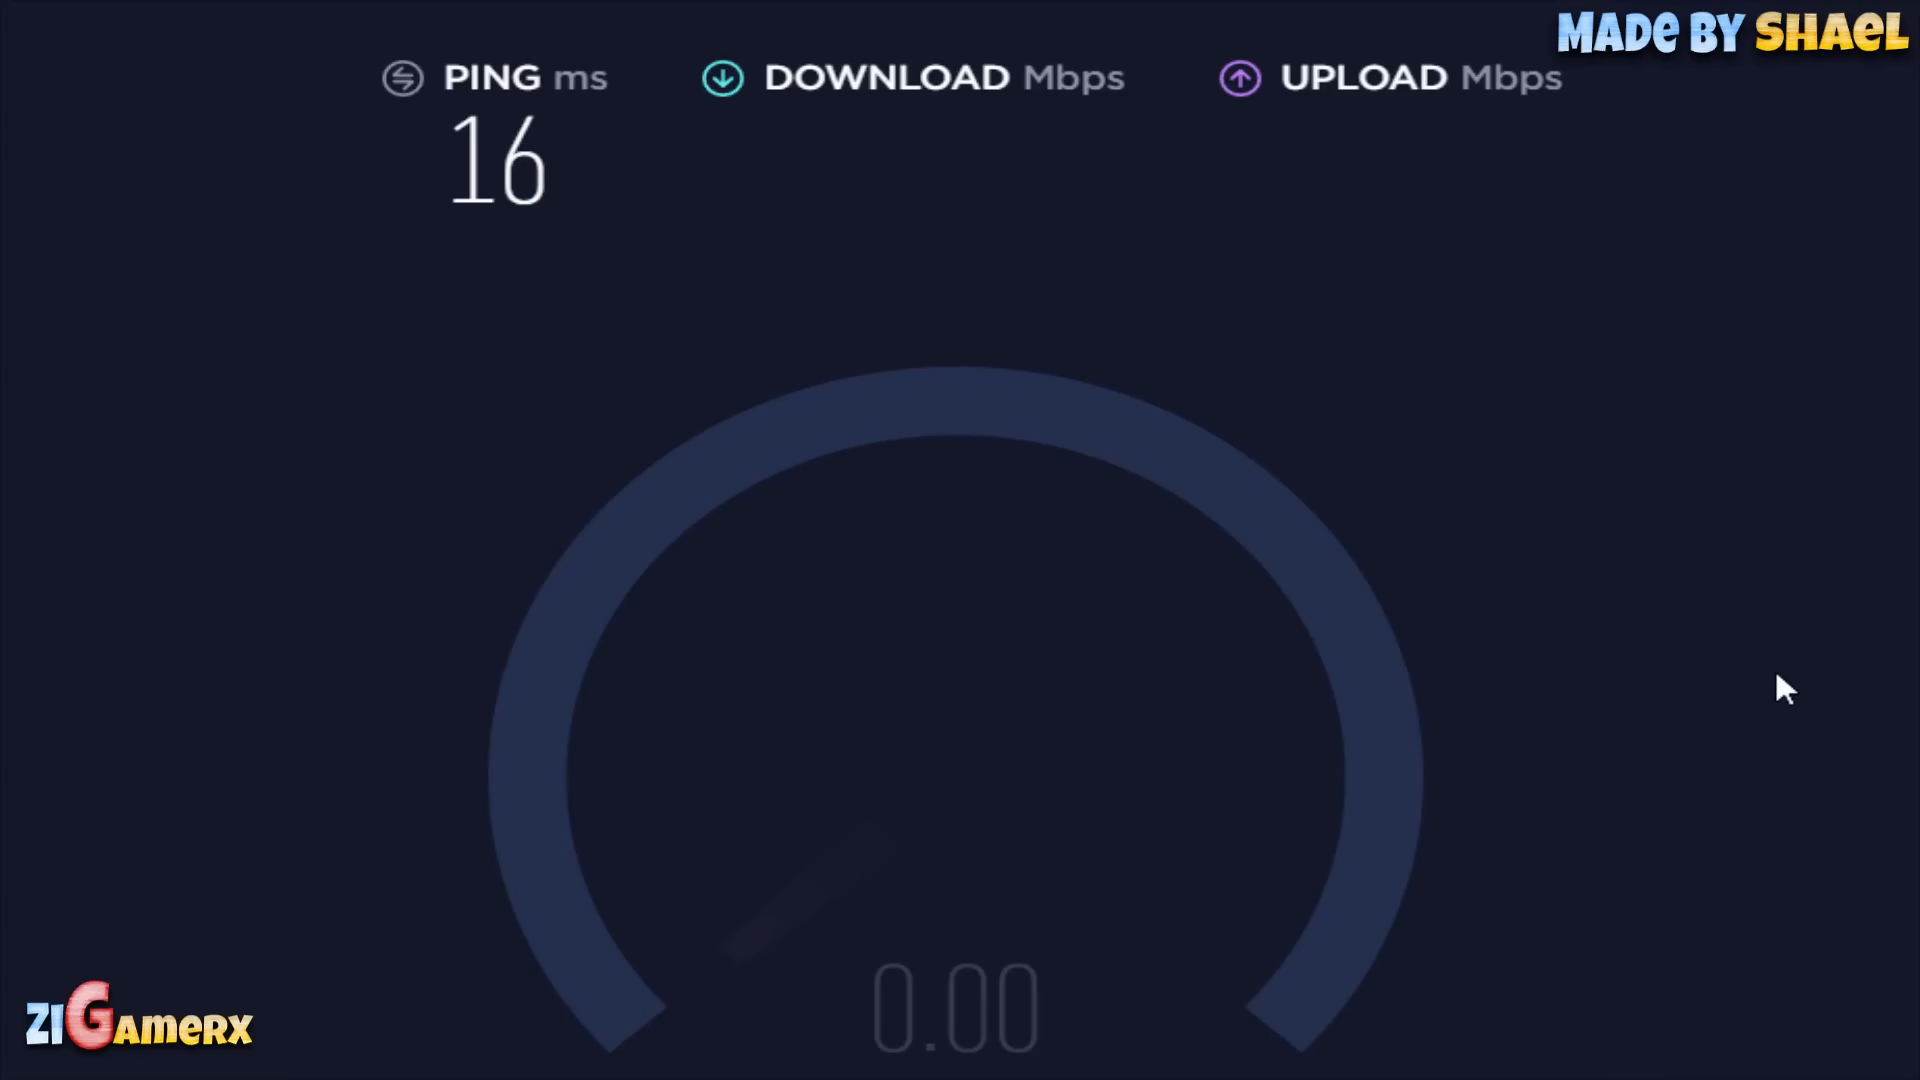 MADE BY SHAEL
PING ms
DOWNLOAD Mbps
UPLOAD Mbps
16
0.00
ZIGAMERX